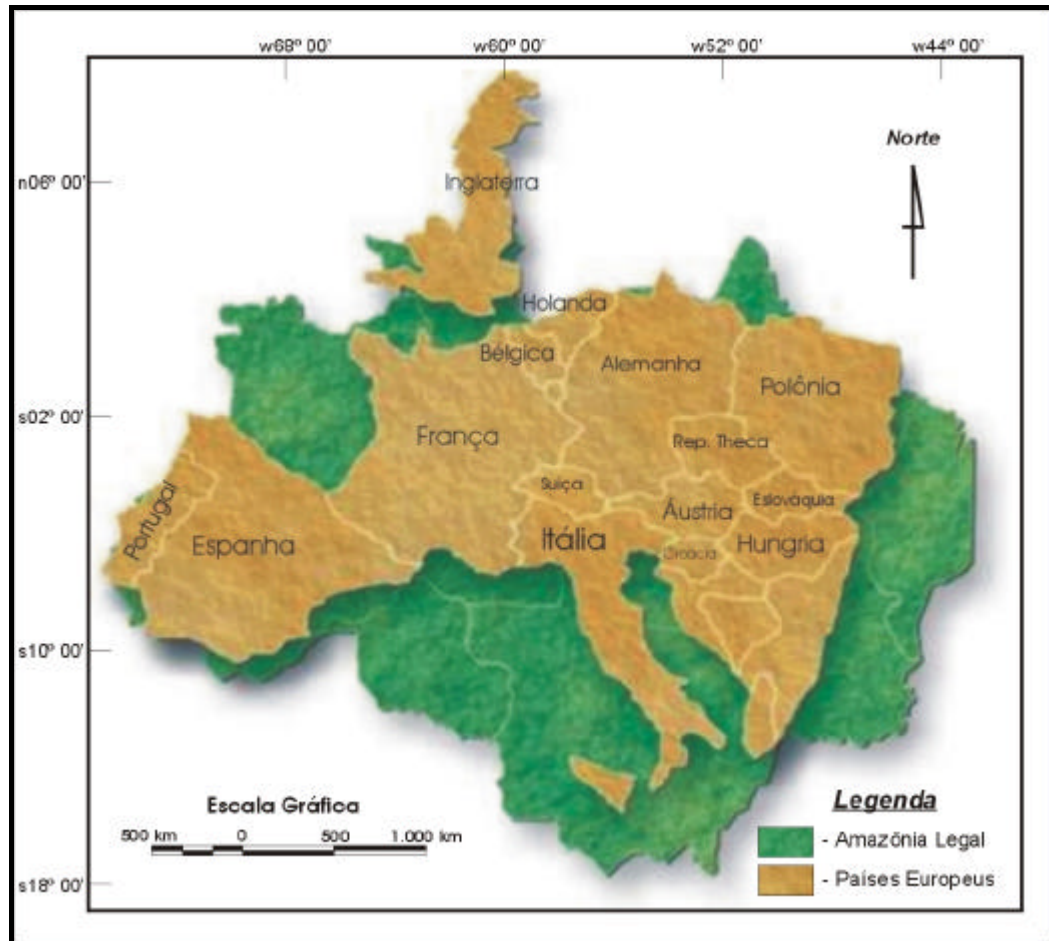 w68º 00'
w60º 00'
w52º 00'
w44º 00'
Norte
n06º 00'
Inglaterra
Holanda
Bélgica
Alemanha
Polônia
s02º 00'
França
Rep. Theca
Suiça
Eslováquia
Portugal
Áustria
Espanha
Itália
Croácia
Hungria
s10º 00'
Escala Gráfica
500 km 0 500 1.000 km
Legenda
- Amazônia Legal
- Países Europeus
s18º 00'